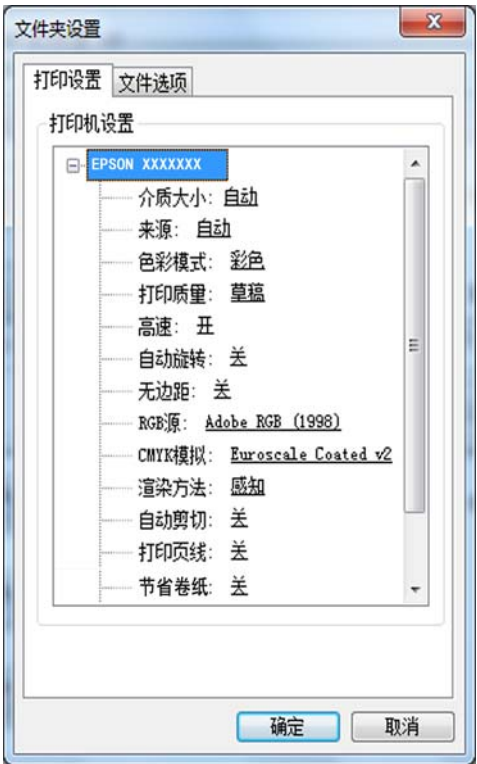 文件夹设置
打印设置 文件选项
打印机设置
EPSON XXXXXXX
介质大小: 自动
来源: 自动
色彩模式: 彩色
打印质量: 草稿
高速: 开
自动旋转: 关
无边距: 关
RGB源: Adobe RGB (1998)
CMYK模拟: Euroscale Coated v2
渲染方法: 感知
自动剪切: 关
打印页线: 关
节省卷纸: 关
确定 取消